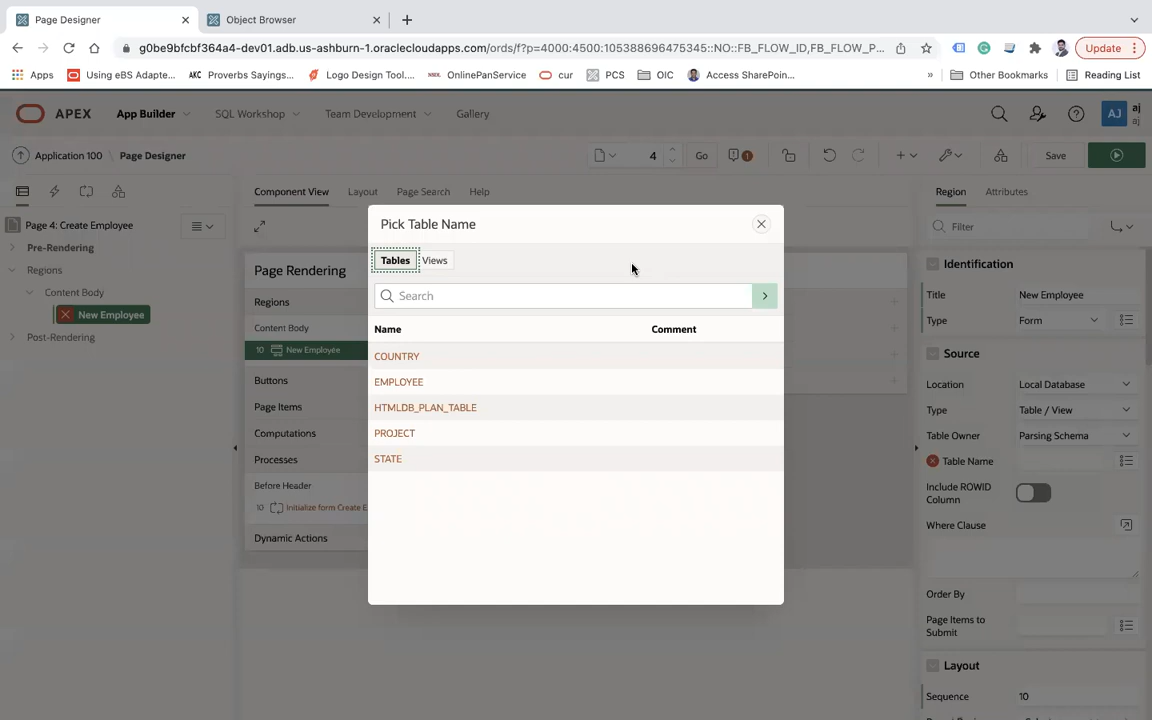 Page Designer
Object Browser
g0be9bfcbf364a4-dev01.adb.us-ashburn-1.oraclecloudapps.com/ords/f?p=4000:4500:105388696475345::NO::FB_FLOW_ID,FB_FLOW_P...
Update
Apps
Using eBS Adapte...
AKC
Proverbs Sayings...
Logo Design Tool....
OnlinePanService
cur
PCS
OIC
Access SharePoin...
»
Other Bookmarks
Reading List
APEX
App Builder
SQL Workshop
Team Development
Gallery
AJ
aj
aj
Application 100 \ Page Designer
4
Go
1
Save
Component View
Layout
Page Search
Help
Region
Attributes
Page 4: Create Employee
Pre-Rendering
Regions
Content Body
New Employee
Post-Rendering
Page Rendering
Regions
Content Body
10 New Employee
Buttons
Page Items
Computations
Processes
Before Header
10 Initialize form Create E
Dynamic Actions
Pick Table Name
Tables
Views
Search
Name
Comment
COUNTRY
EMPLOYEE
HTMLDB_PLAN_TABLE
PROJECT
STATE
Filter
Identification
Title
New Employee
Type
Form
Source
Location
Local Database
Type
Table / View
Table Owner
Parsing Schema
Table Name
Include ROWID
Column
Where Clause
Order By
Page Items to
Submit
Layout
Sequence
10